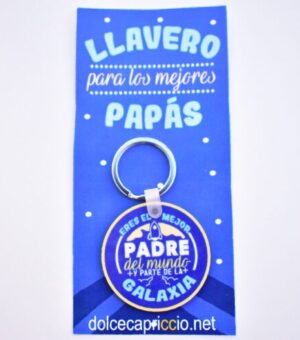 LLAVERO
para los mejores
PAPÁS
ERES EL MEJOR
PADRE
del mundo
+Y PARTE DE LA+
GALAXIA
dolcecapriccio.net